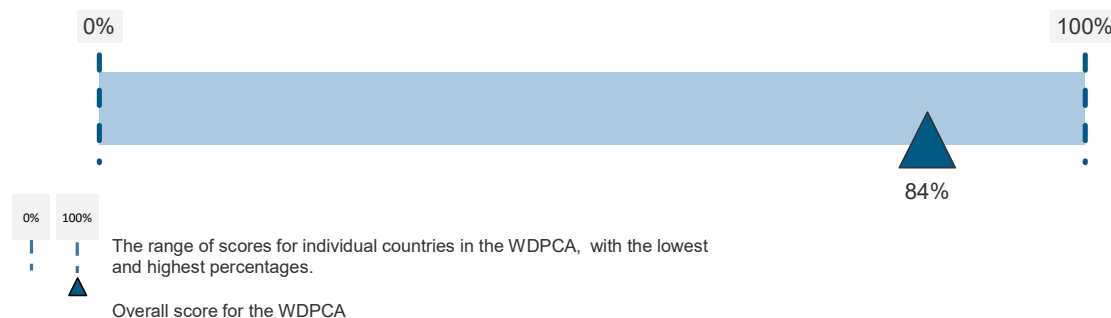 0%
100%
84%
0%
100%
The range of scores for individual countries in the WDPCA, with the lowest
and highest percentages.
Overall score for the WDPCA